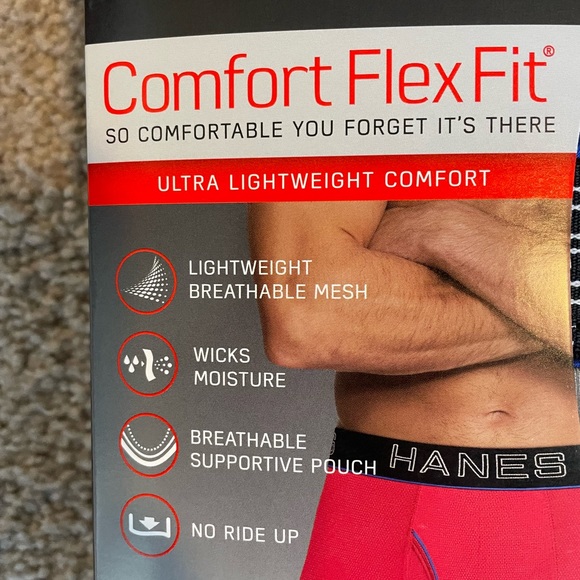 Comfort Flex Fit®
SO COMFORTABLE YOU FORGET IT'S THERE
ULTRA LIGHTWEIGHT COMFORT
LIGHTWEIGHT
BREATHABLE MESH
WICKS
MOISTURE
BREATHABLE
SUPPORTIVE POUCH
HANES
NO RIDE UP